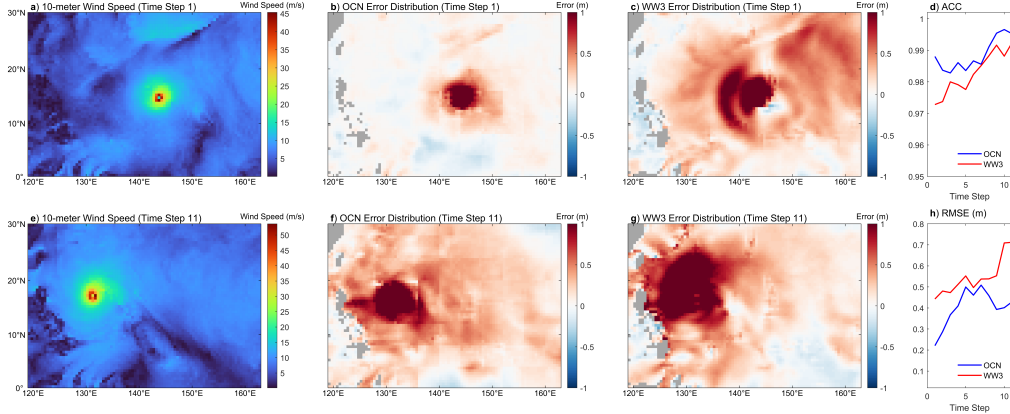 a) 10-meter Wind Speed (Time Step 1)
Wind Speed (m/s)
30°N
20°N
10°N
0°
120°E 130°E 140°E 150°E 160°E
45
40
35
30
25
20
15
10
5
b) OCN Error Distribution (Time Step 1)
Error (m)
120°E 130°E 140°E 150°E 160°E
1
0.5
0
-0.5
-1
c) WW3 Error Distribution (Time Step 1)
Error (m)
120°E 130°E 140°E 150°E 160°E
1
0.5
0
-0.5
-1
d) ACC
1
0.99
0.98
0.97
0.96
0.95
OCN
WW3
0 5 10
Time Step
e) 10-meter Wind Speed (Time Step 11)
Wind Speed (m/s)
30°N
20°N
10°N
0°
120°E 130°E 140°E 150°E 160°E
50
45
40
35
30
25
20
15
10
5
f) OCN Error Distribution (Time Step 11)
Error (m)
120°E 130°E 140°E 150°E 160°E
1
0.5
0
-0.5
-1
g) WW3 Error Distribution (Time Step 11)
Error (m)
120°E 130°E 140°E 150°E 160°E
1
0.5
0
-0.5
-1
h) RMSE (m)
0.8
0.7
0.6
0.5
0.4
0.3
0.2
0.1
OCN
WW3
0 5 10
Time Step